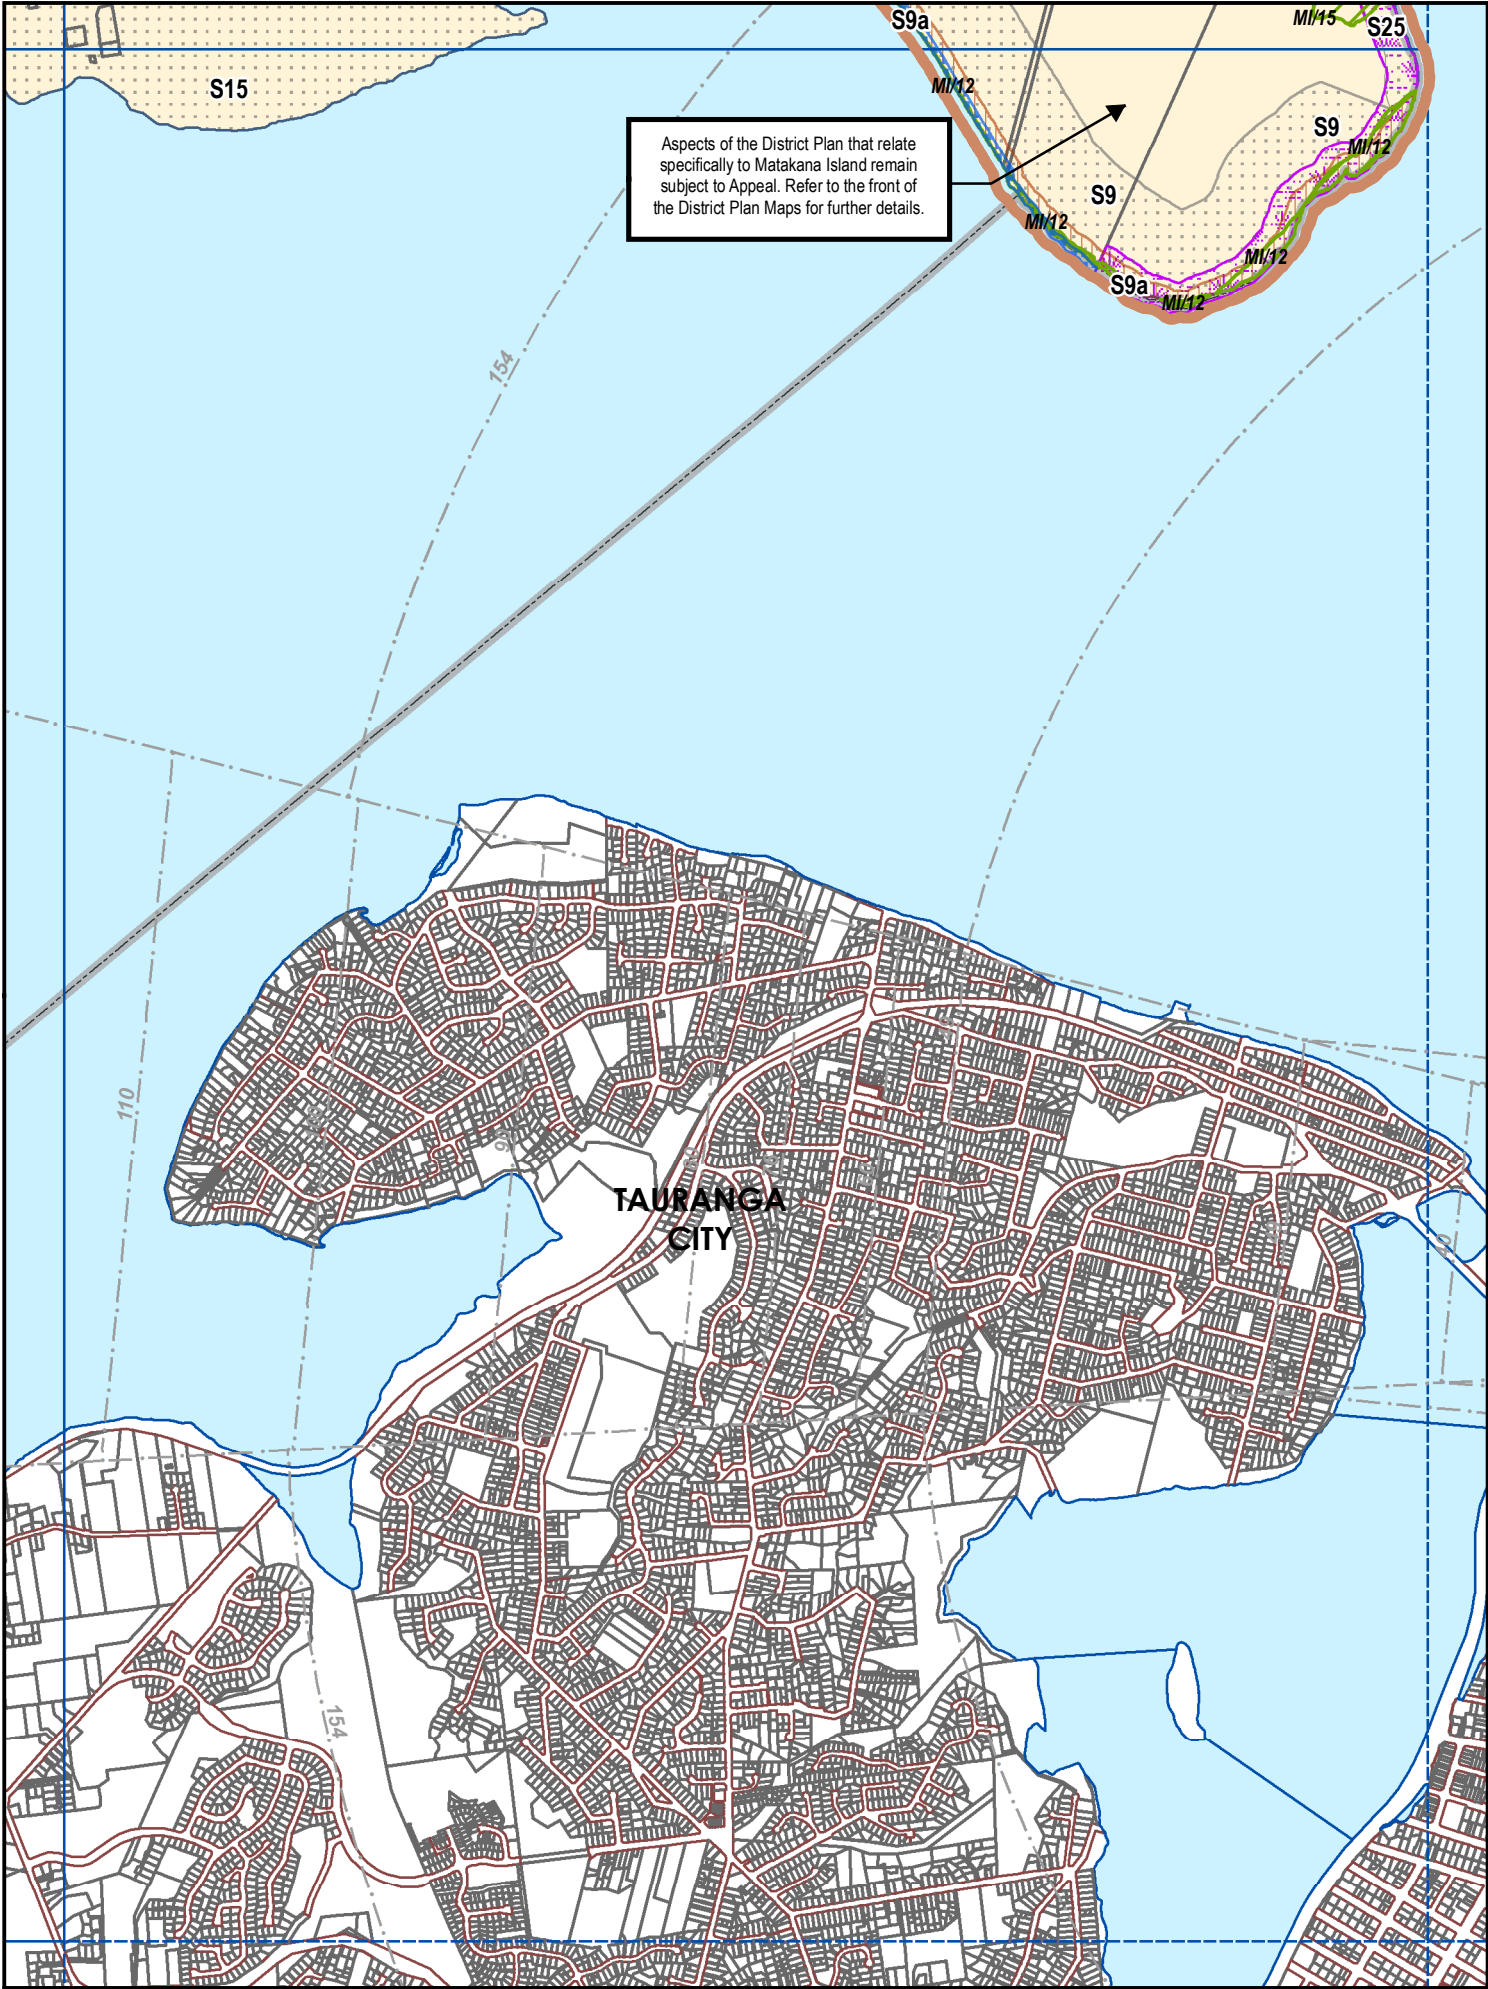 S9a
MI/15
S25
S15
MI/12
Aspects of the District Plan that relate
specifically to Matakana Island remain
subject to Appeal. Refer to the front of
the District Plan Maps for further details.
S9
MI/12
S9
MI/12
MI/12
S9a
MI/12
154
110
90
TAURANGA
CITY
40
154